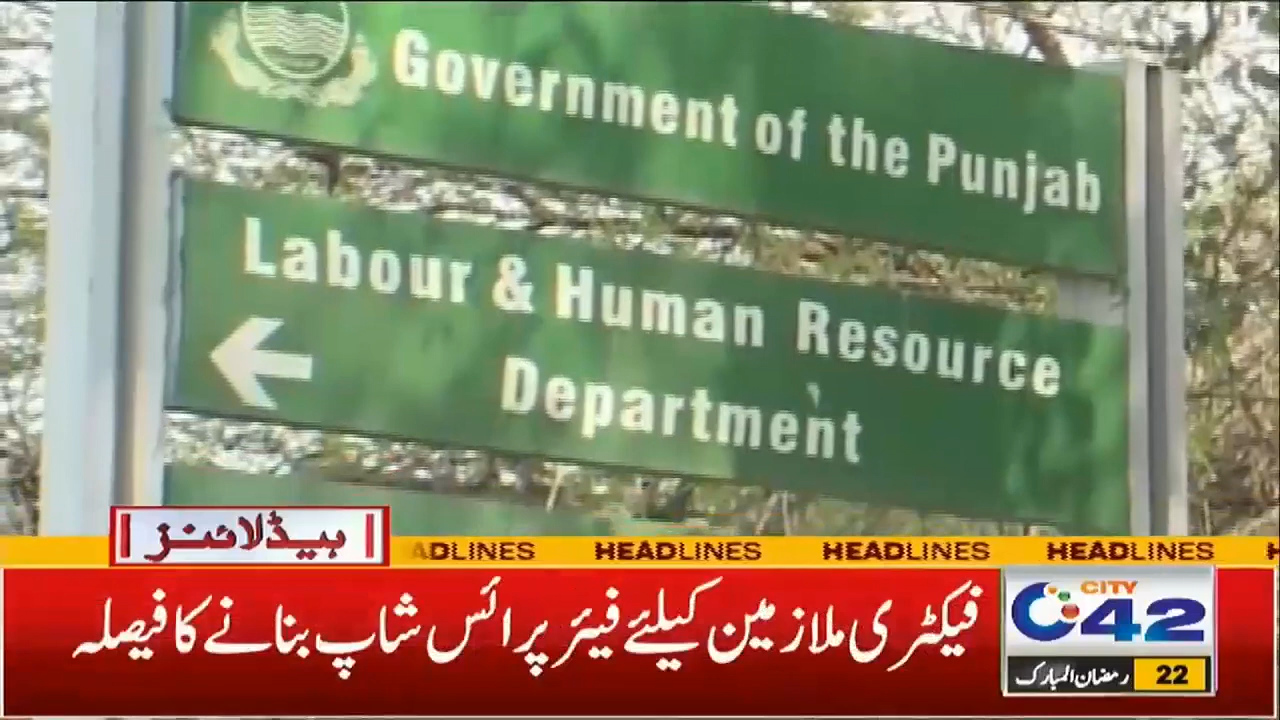 Government of the Punjab
Labour & Human Resource
Department
ہیڈلائنز
ADLINES HEADLINES HEADLINES HEADLINES
فیکٹری ملازمین کیلئے فیئر پرائس شاپ بنانے کا فیصلہ
CITY
42
22 رمضان المبارک